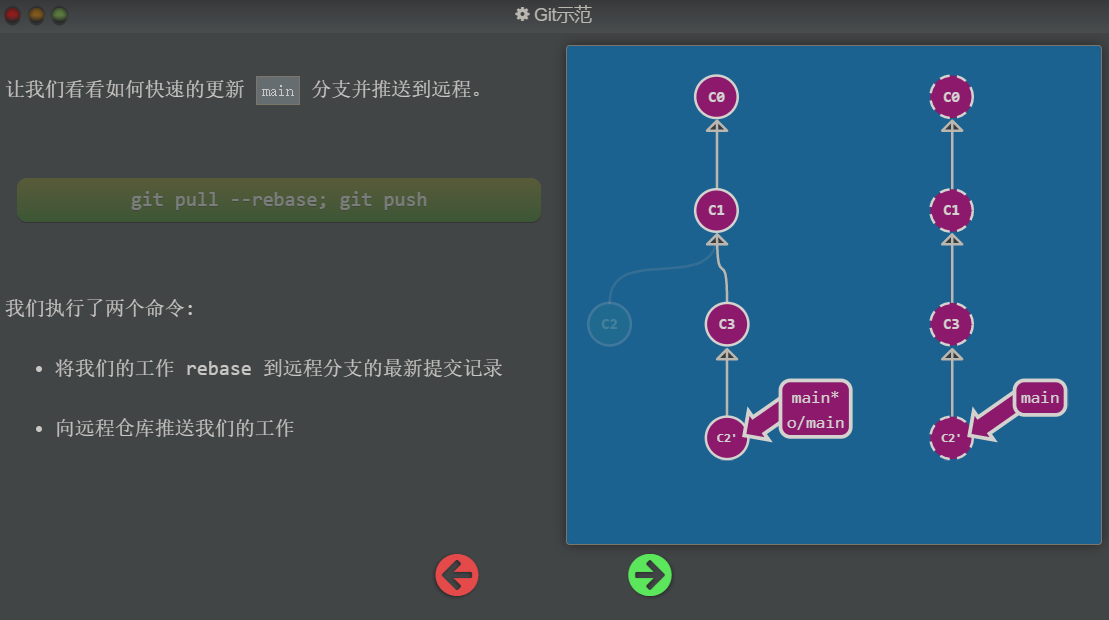 Git示范
让我们看看如何快速的更新 main 分支并推送到远程。
git pull --rebase; git push
我们执行了两个命令:
将我们的工作 rebase 到远程分支的最新提交记录
向远程仓库推送我们的工作
C0
C1
C2
C3
C2'
main*
o/main
C0
C1
C3
C2'
main